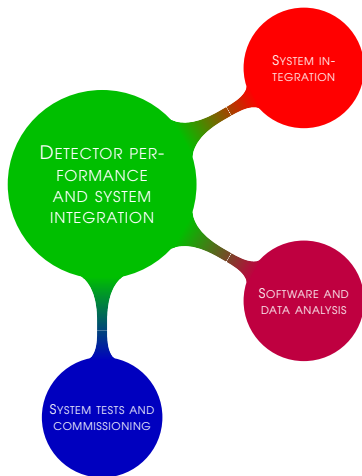 SYSTEM IN-
TEGRATION
DETECTOR PER-
FORMANCE
AND SYSTEM
INTEGRATION
SOFTWARE AND
DATA ANALYSIS
SYSTEM TESTS AND
COMMISSIONING